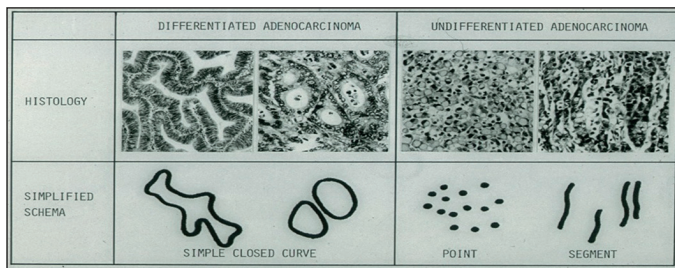 DIFFERENTIATED ADENOCARCINOMA
UNDIFFERENTIATED ADENOCARCINOMA
HISTOLOGY
SIMPLIFIED
SCHEMA
SIMPLE CLOSED CURVE
POINT
SEGMENT